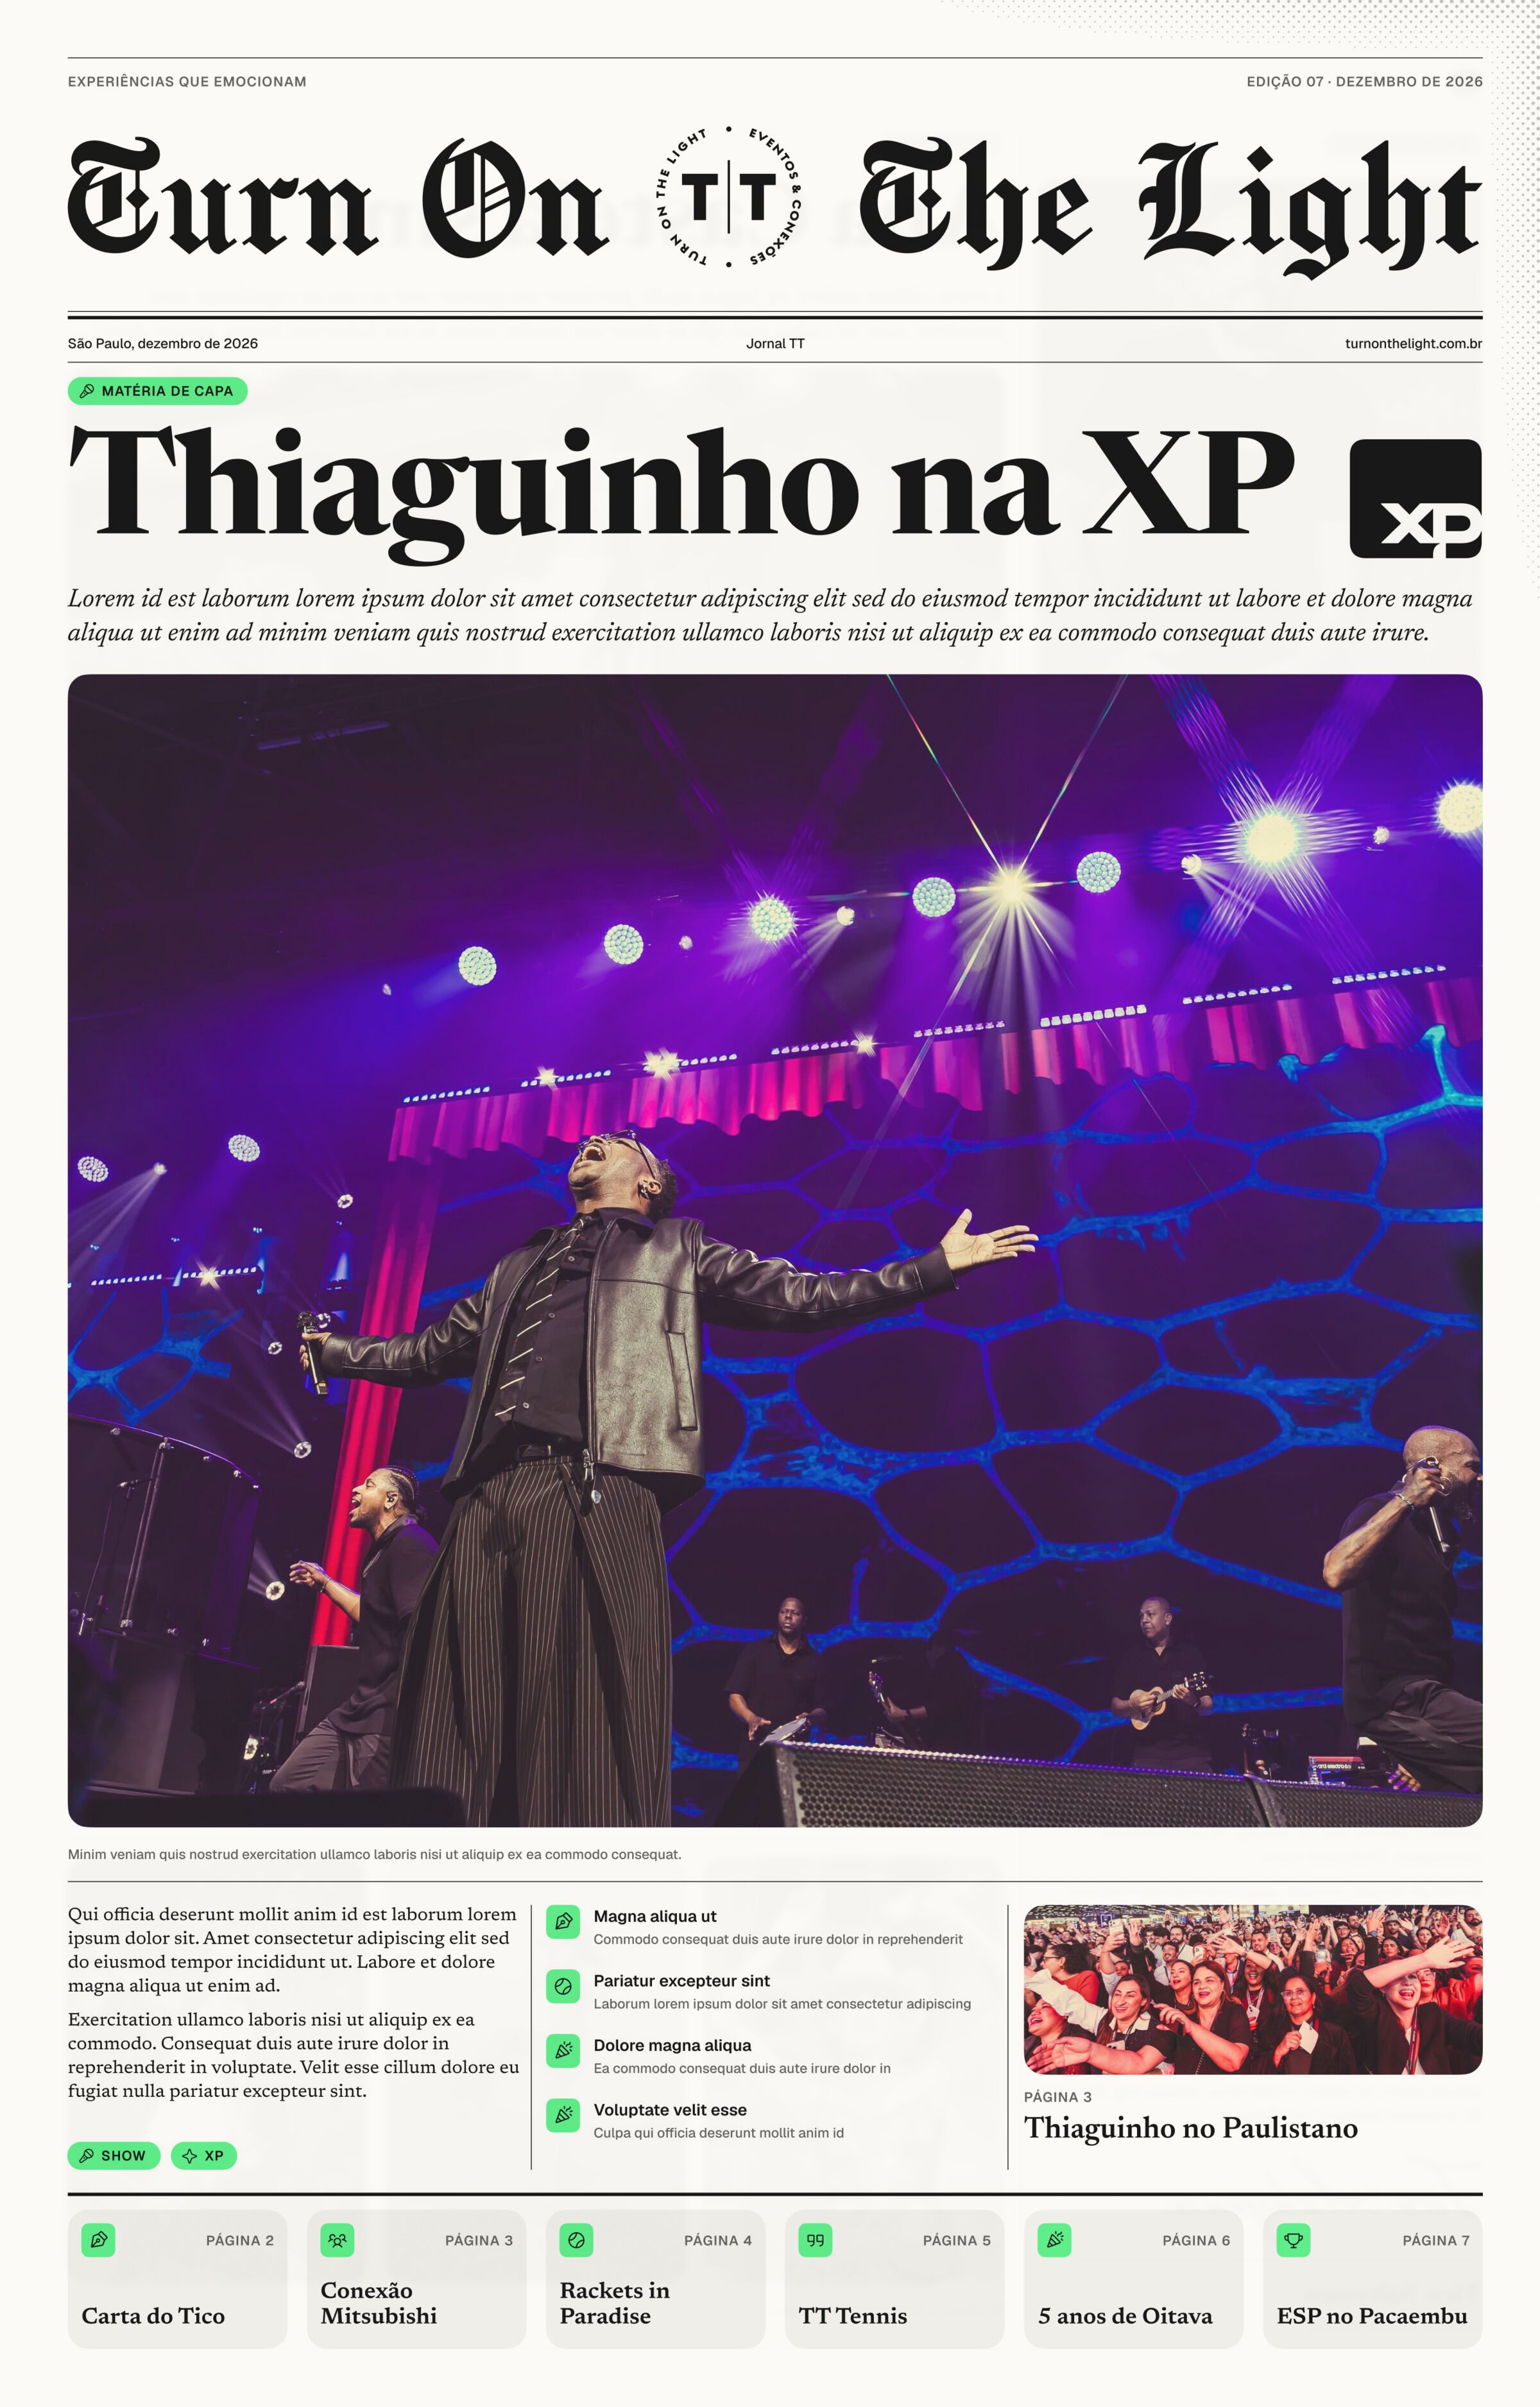 EXPERIÊNCIAS QUE EMOCIONAM
EDIÇÃO 07 · DEZEMBRO DE 2026
Turn On
TURN ON THE LIGHT • EVENTOS & CONEXÕES •
T|T
The Light
São Paulo, dezembro de 2026
Jornal TT
turnonthelight.com.br
MATÉRIA DE CAPA
Thiaguinho na XP
XP
Lorem id est laborum lorem ipsum dolor sit amet consectetur adipiscing elit sed do eiusmod tempor incididunt ut labore et dolore magna
aliqua ut enim ad minim veniam quis nostrud exercitation ullamco laboris nisi ut aliquip ex ea commodo consequat duis aute irure.
Minim veniam quis nostrud exercitation ullamco laboris nisi ut aliquip ex ea commodo consequat.
Qui officia deserunt mollit anim id est laborum lorem
ipsum dolor sit. Amet consectetur adipiscing elit sed
do eiusmod tempor incididunt ut. Labore et dolore
magna aliqua ut enim ad.
Exercitation ullamco laboris nisi ut aliquip ex ea
commodo. Consequat duis aute irure dolor in
reprehenderit in voluptate. Velit esse cillum dolore eu
fugiat nulla pariatur excepteur sint.
SHOW
XP
Magna aliqua ut
Commodo consequat duis aute irure dolor in reprehenderit
Pariatur excepteur sint
Laborum lorem ipsum dolor sit amet consectetur adipiscing
Dolore magna aliqua
Ea commodo consequat duis aute irure dolor in
Voluptate velit esse
Culpa qui officia deserunt mollit anim id
PÁGINA 3
Thiaguinho no Paulistano
PÁGINA 2
Carta do Tico
PÁGINA 3
Conexão
Mitsubishi
PÁGINA 4
Rackets in
Paradise
PÁGINA 5
TT Tennis
PÁGINA 6
5 anos de Oitava
PÁGINA 7
ESP no Pacaembu